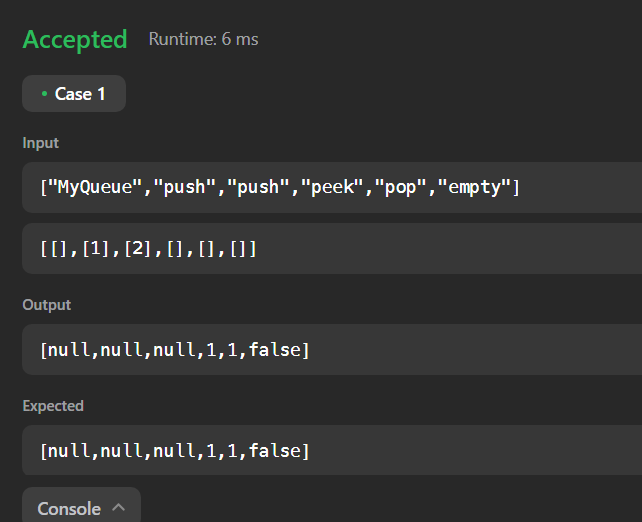 Accepted Runtime: 6 ms
• Case 1
Input
["MyQueue","push","push","peek","pop","empty"]
[[],[1],[2],[],[],[]]
Output
[null,null,null,1,1,false]
Expected
[null,null,null,1,1,false]
Console